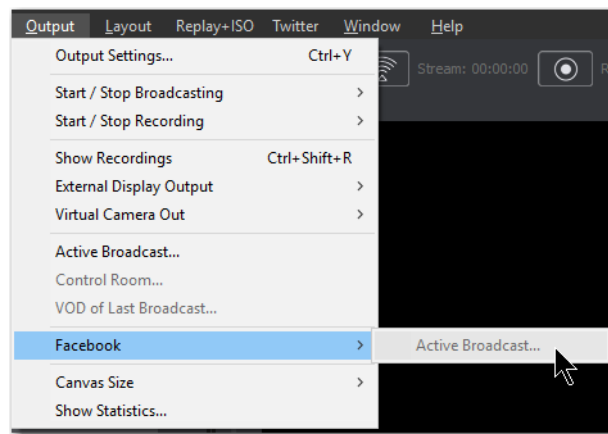 Output Layout Replay+ISO Twitter Window Help
Output Settings... Ctrl+Y
Stream: 00:00:00 R
Start / Stop Broadcasting >
Start / Stop Recording >
Show Recordings Ctrl+Shift+R
External Display Output >
Virtual Camera Out >
Active Broadcast...
Control Room...
VOD of Last Broadcast...
Facebook > Active Broadcast...
Canvas Size >
Show Statistics...